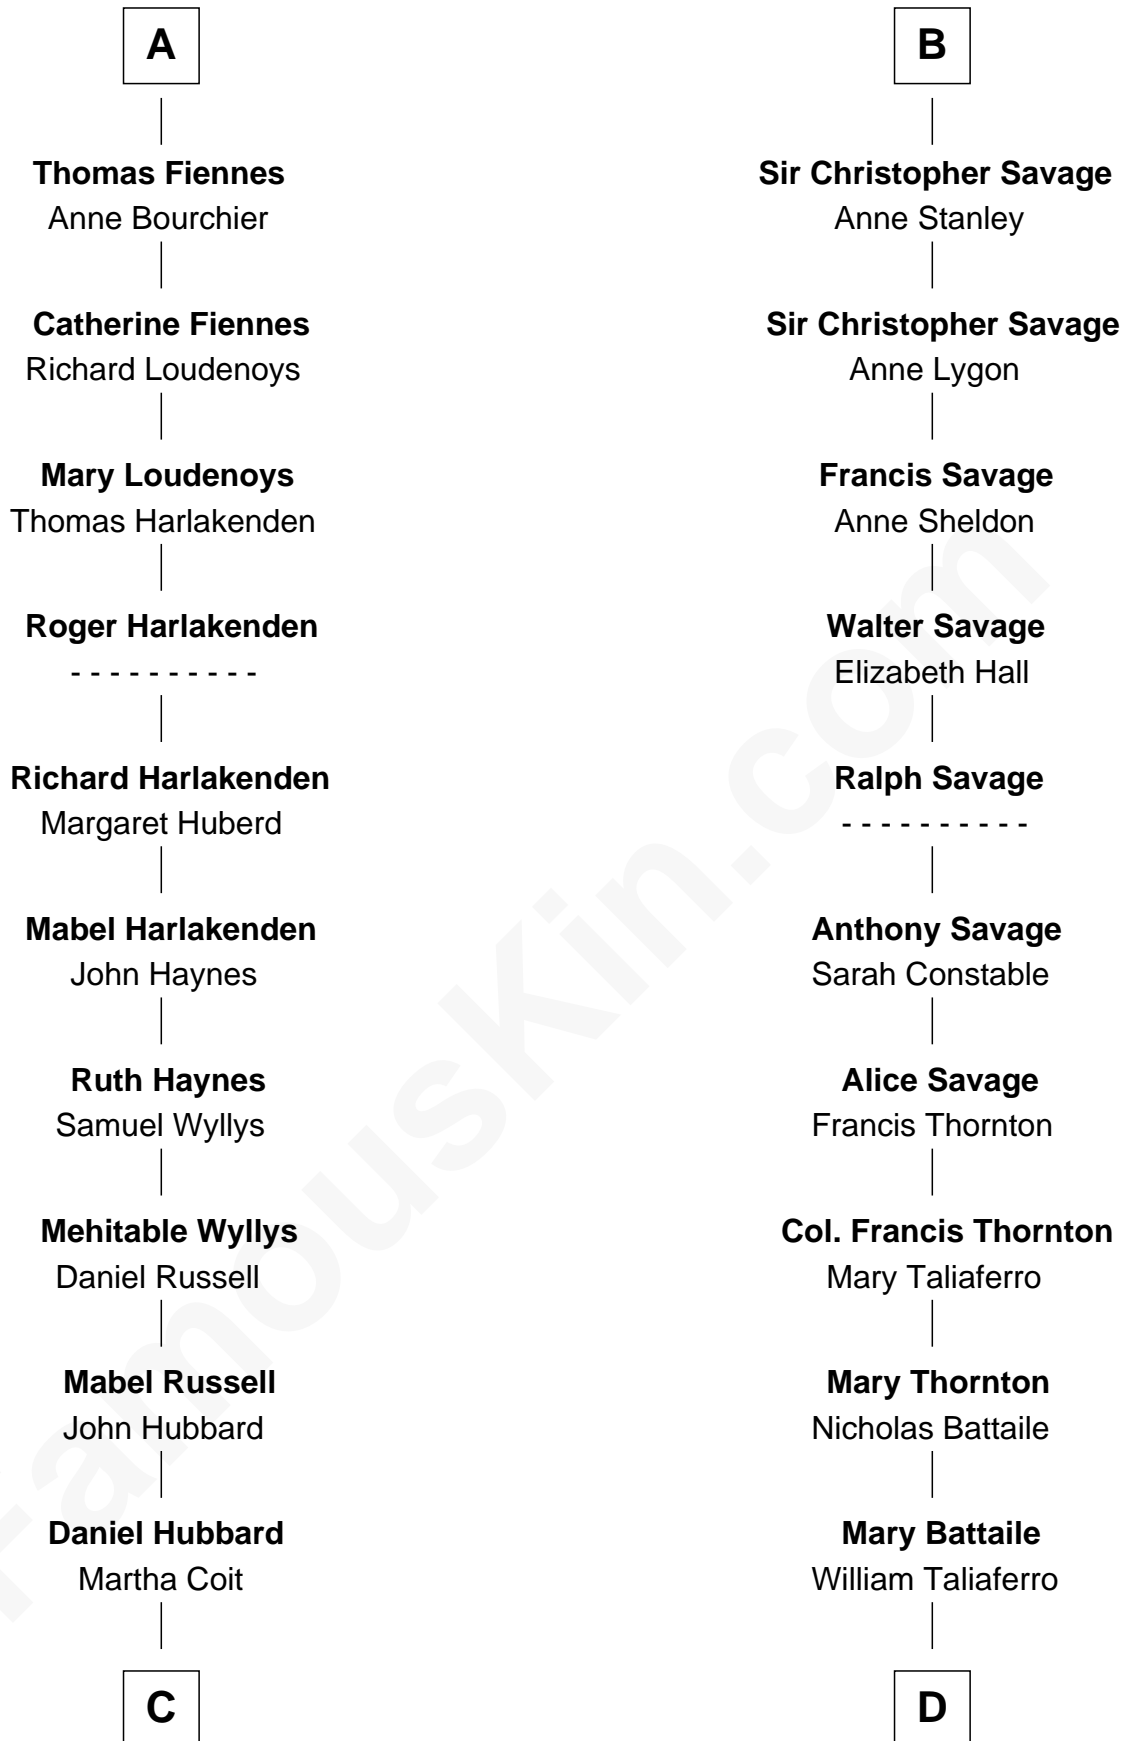 A
Thomas Fiennes
Anne Bourchier
Catherine Fiennes
Richard Loudenoys
Mary Loudenoys
Thomas Harlakenden
Roger Harlakenden
- - - - - - - - - -
Richard Harlakenden
Margaret Huberd
Mabel Harlakenden
John Haynes
Ruth Haynes
Samuel Wyllys
Mehitable Wyllys
Daniel Russell
Mabel Russell
John Hubbard
Daniel Hubbard
Martha Coit
C
B
Sir Christopher Savage
Anne Stanley
Sir Christopher Savage
Anne Lygon
Francis Savage
Anne Sheldon
Walter Savage
Elizabeth Hall
Ralph Savage
- - - - - - - - - -
Anthony Savage
Sarah Constable
Alice Savage
Francis Thornton
Col. Francis Thornton
Mary Taliaferro
Mary Thornton
Nicholas Battaile
Mary Battaile
William Taliaferro
D
FamousKin.com